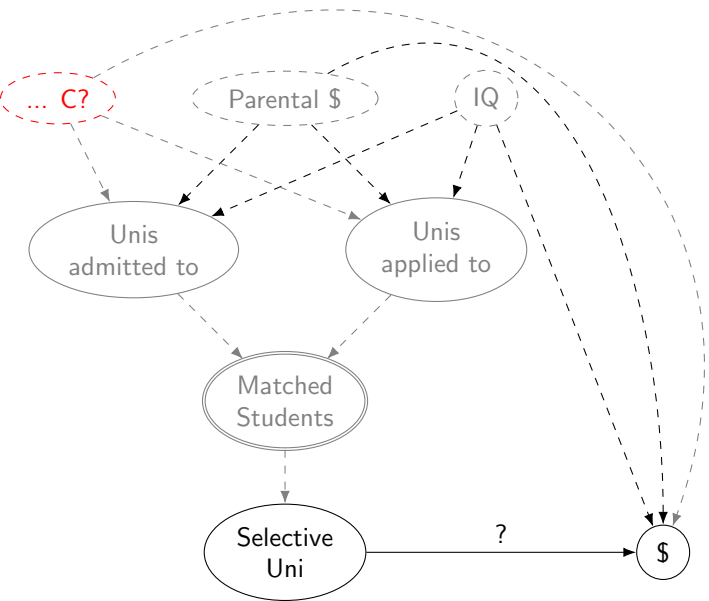 ... C?
Parental $
IQ
Unis
admitted to
Unis
applied to
Matched
Students
Selective
Uni
?
$